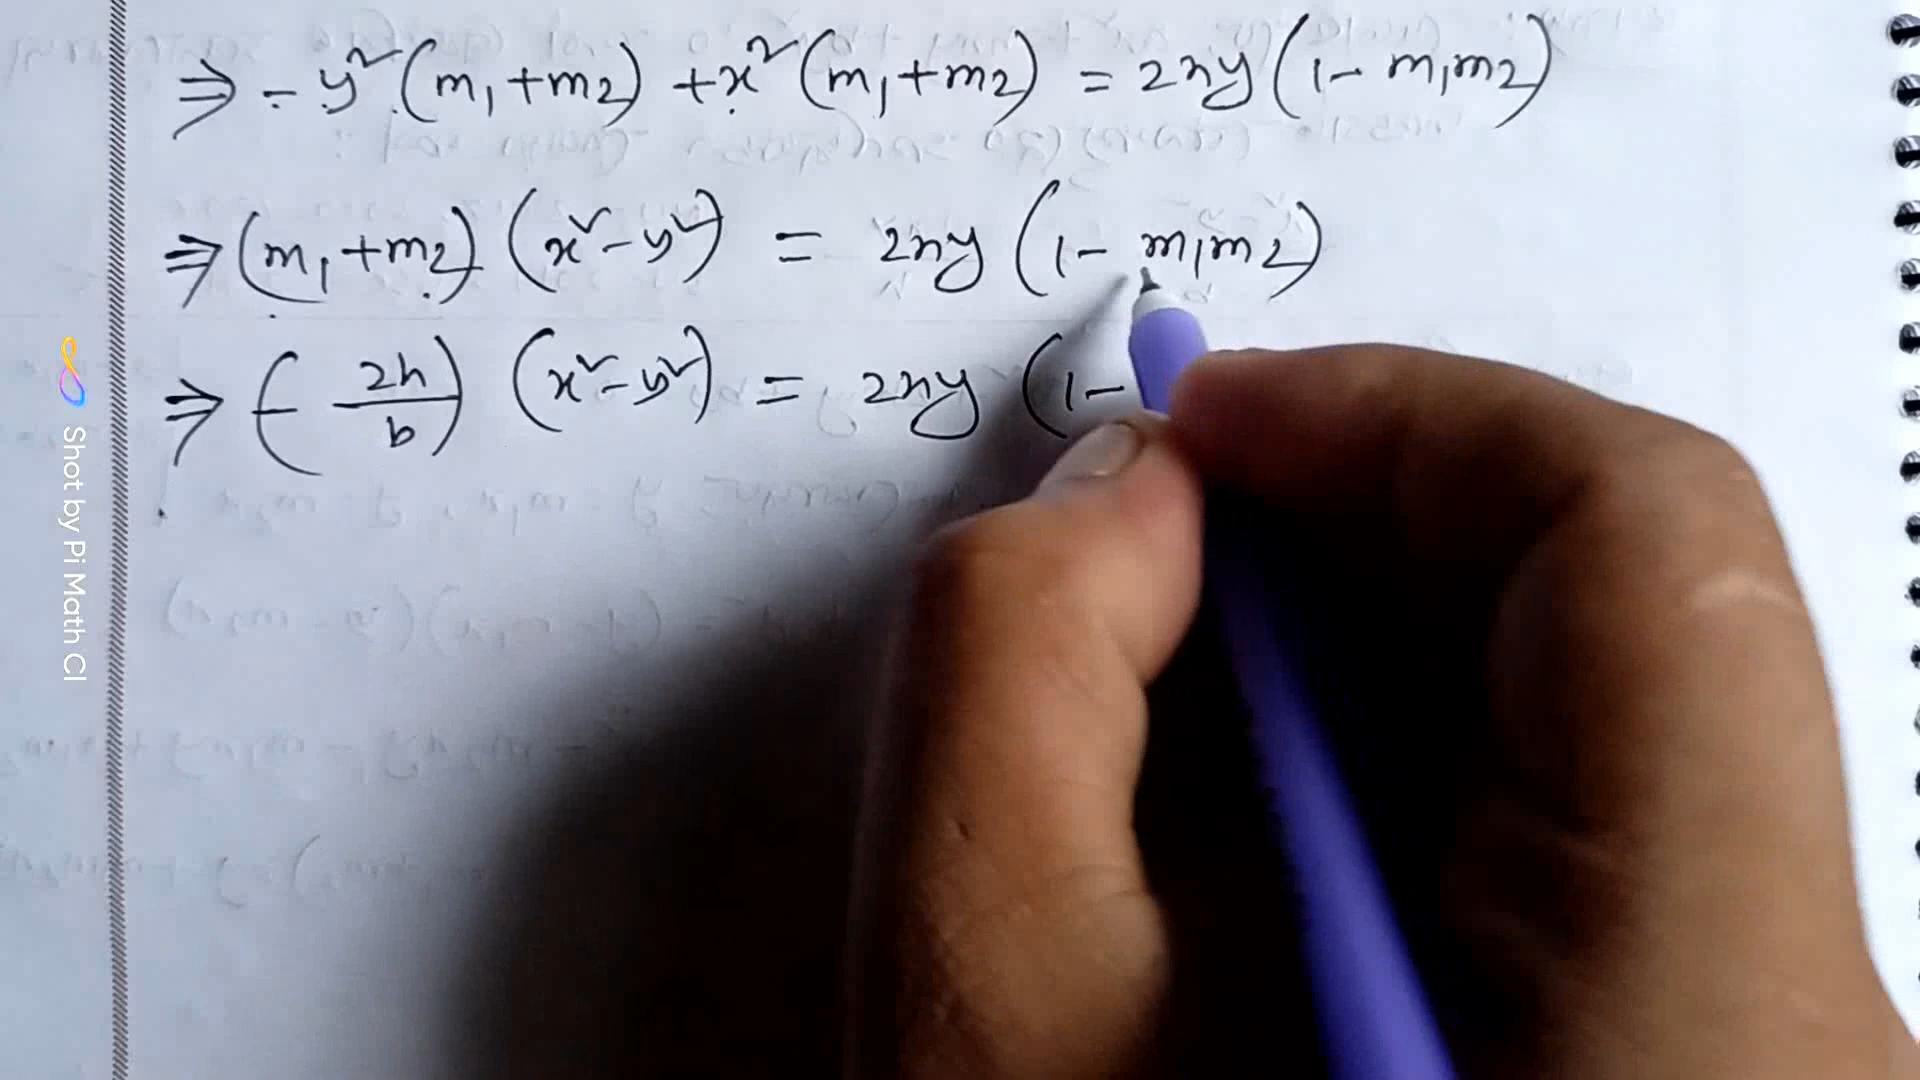 ⇒ - y²(m₁+m₂) + x²(m₁+m₂) = 2xy(1- m₁m₂)
⇒ (m₁+m₂) (x²-y²) = 2xy (1- m₁m₂)
⇒ (- 2h/b) (x²-y²) = 2xy (1-
Shot by Pi Math Cl